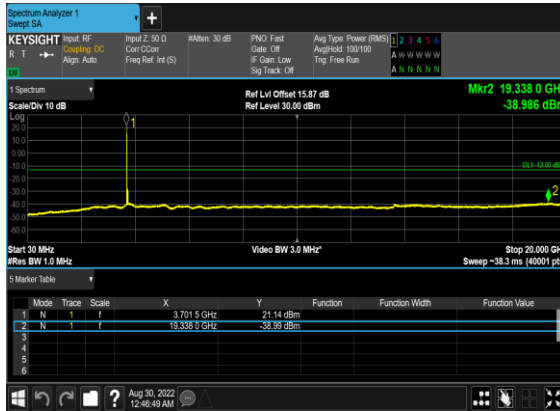 Spectrum Analyzer 1
Swept SA
KEYSIGHT Input: RF Input Z: 50 Ω #Atten: 30 dB PNO: Fast Avg Type: Power (RMS) 1 2 3 4 5 6
R T Coupling: DC Corr CCorr Gate: Off Avg|Hold: 100/100 A W W W W W
Align: Auto Freq Ref: Int (S) IF Gain: Low Trig: Free Run
LXI Sig Track: Off A N N N N N
1 Spectrum
Scale/Div 10 dB Ref Lvl Offset 15.87 dB Mkr2 19.338 0 GHz
Ref Level 30.00 dBm -38.986 dBm
Log
20.0
10.0
0.00
-10.0
-20.0
-30.0
-40.0
-50.0
-60.0
1
DL1 -13.00 dB
2
Start 30 MHz Video BW 3.0 MHz* Stop 20.000 GH
#Res BW 1.0 MHz Sweep ~38.3 ms (40001 pts
5 Marker Table
Mode Trace Scale X Y Function Function Width Function Value
1 N 1 f 3.701 5 GHz 21.14 dBm
2 N 1 f 19.338 0 GHz -38.99 dBm
3
4
5
6
? Aug 30, 2022
12:46:49 AM